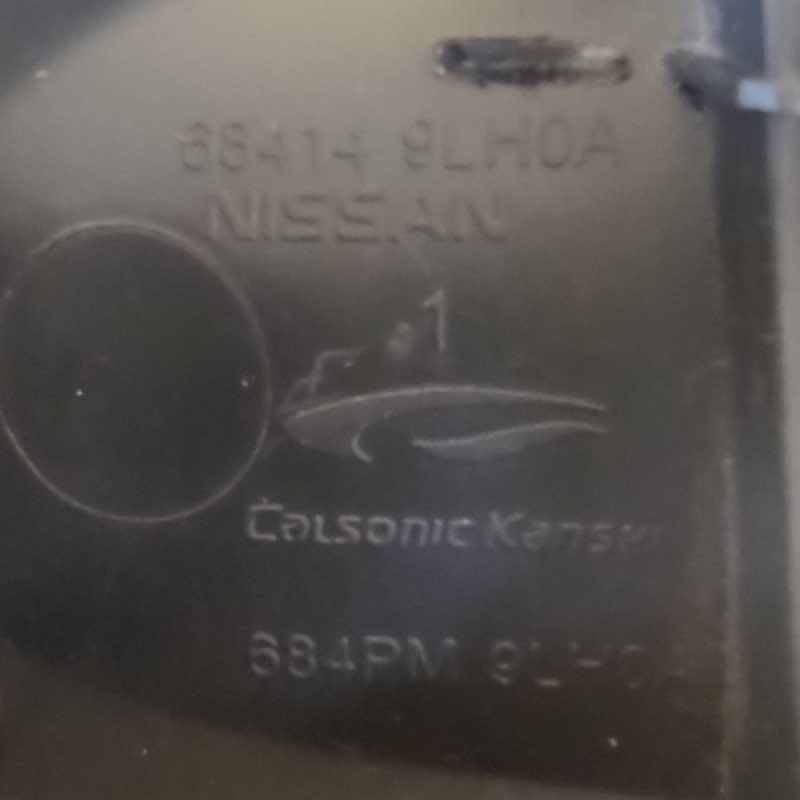 68414 9LH0A
NISSAN
1
Calsonic Kansei
684PM 9LH0A